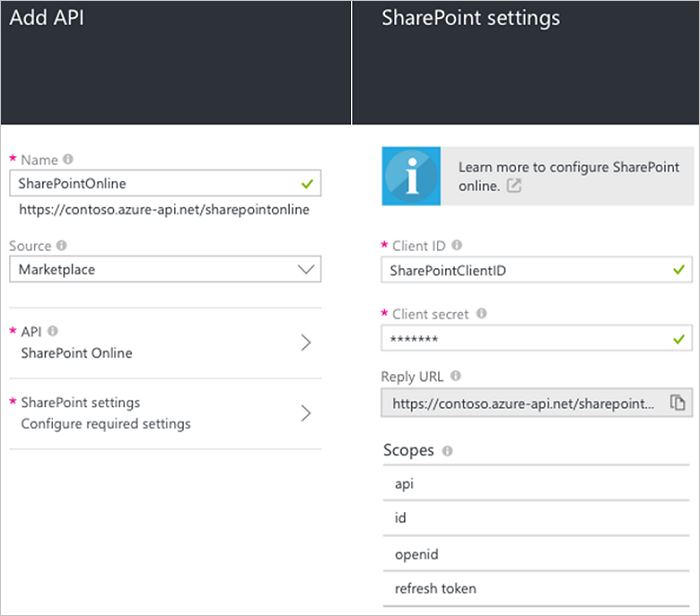 Add API
* Name
SharePointOnline
https://contoso.azure-api.net/sharepointonline
Source
Marketplace
* API
SharePoint Online
* SharePoint settings
Configure required settings
SharePoint settings
Learn more to configure SharePoint
online.
* Client ID
SharePointClientID
* Client secret
*******
Reply URL
https://contoso.azure-api.net/sharepoint...
Scopes
api
id
openid
refresh token